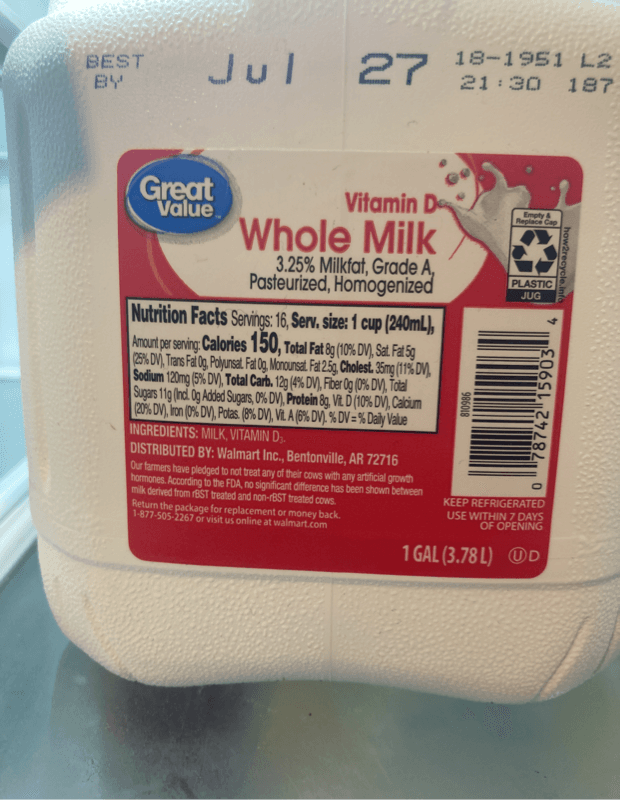 BEST BY Jul 27 18-1951 L2
21:30 187
Great Value
Vitamin D
Whole Milk
3.25% Milkfat, Grade A,
Pasteurized, Homogenized
Empty & Replace Cap
PLASTIC
JUG
how2recycle.info
Nutrition Facts Servings: 16, Serv. size: 1 cup (240mL),
Amount per serving: Calories 150, Total Fat 8g (10% DV), Sat. Fat 5g
(25% DV), Trans Fat 0g, Polyunsat. Fat 0g, Monounsat. Fat 2.5g, Cholest. 35mg (11% DV),
Sodium 120mg (5% DV), Total Carb. 12g (4% DV), Fiber 0g (0% DV), Total
Sugars 11g (Incl. 0g Added Sugars, 0% DV), Protein 8g, Vit. D (10% DV), Calcium
(20% DV), Iron (0% DV), Potas. (8% DV), Vit. A (6% DV). % DV = % Daily Value
INGREDIENTS: MILK, VITAMIN D₃.
DISTRIBUTED BY: Walmart Inc., Bentonville, AR 72716
Our farmers have pledged to not treat any of their cows with any artificial growth
hormones. According to the FDA, no significant difference has been shown between
milk derived from rBST treated and non-rBST treated cows.
Return the package for replacement or money back.
1-877-505-2267 or visit us online at walmart.com
810986
0 78742 15903 4
KEEP REFRIGERATED
USE WITHIN 7 DAYS
OF OPENING
1 GAL (3.78 L) Ⓤ D